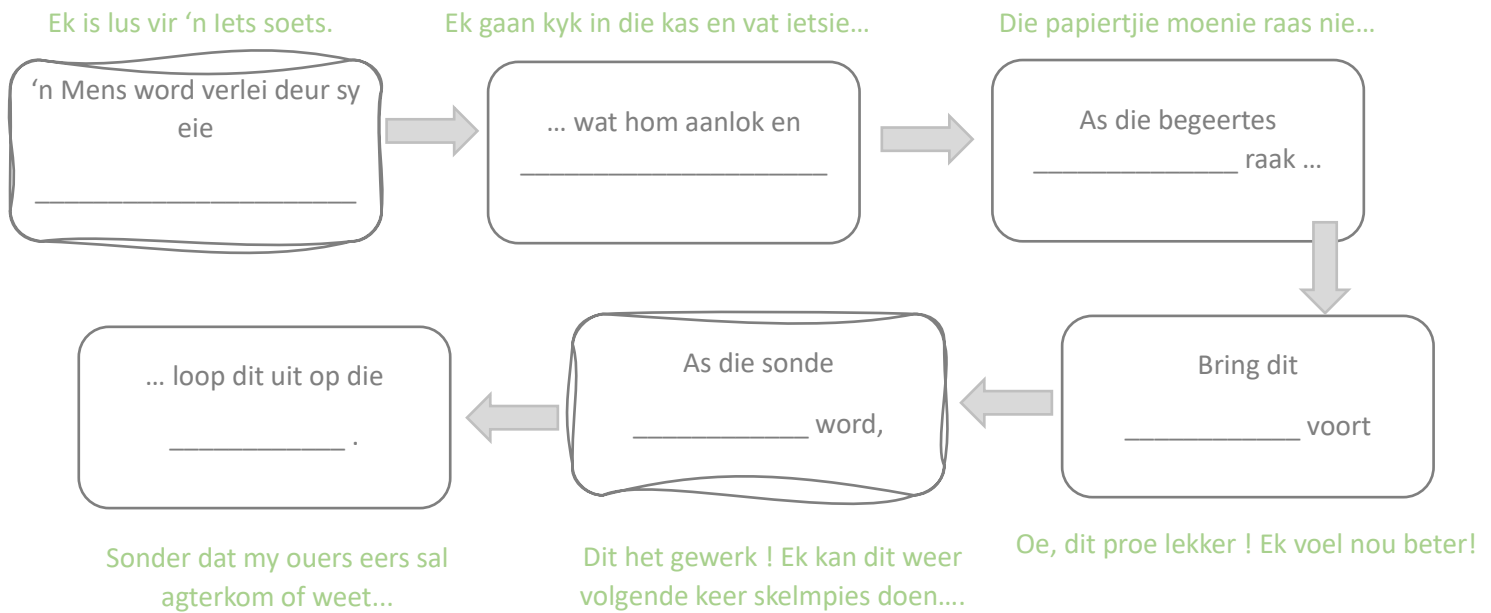 Ek is lus vir ‘n Iets soets.
Ek gaan kyk in die kas en vat ietsie…
Die papiertjie moenie raas nie…
‘n Mens word verlei deur sy
eie
______________________
… wat hom aanlok en
_____________________
As die begeertes
______________ raak …
Bring dit
____________ voort
As die sonde
____________ word,
… loop dit uit op die
____________ .
Oe, dit proe lekker ! Ek voel nou beter!
Dit het gewerk ! Ek kan dit weer
volgende keer skelmpies doen….
Sonder dat my ouers eers sal
agterkom of weet...